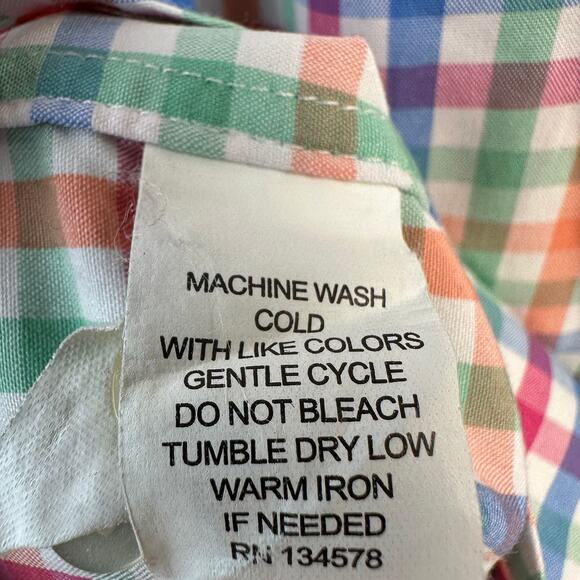 MACHINE WASH
COLD
WITH LIKE COLORS
GENTLE CYCLE
DO NOT BLEACH
TUMBLE DRY LOW
WARM IRON
IF NEEDED
RN 134578